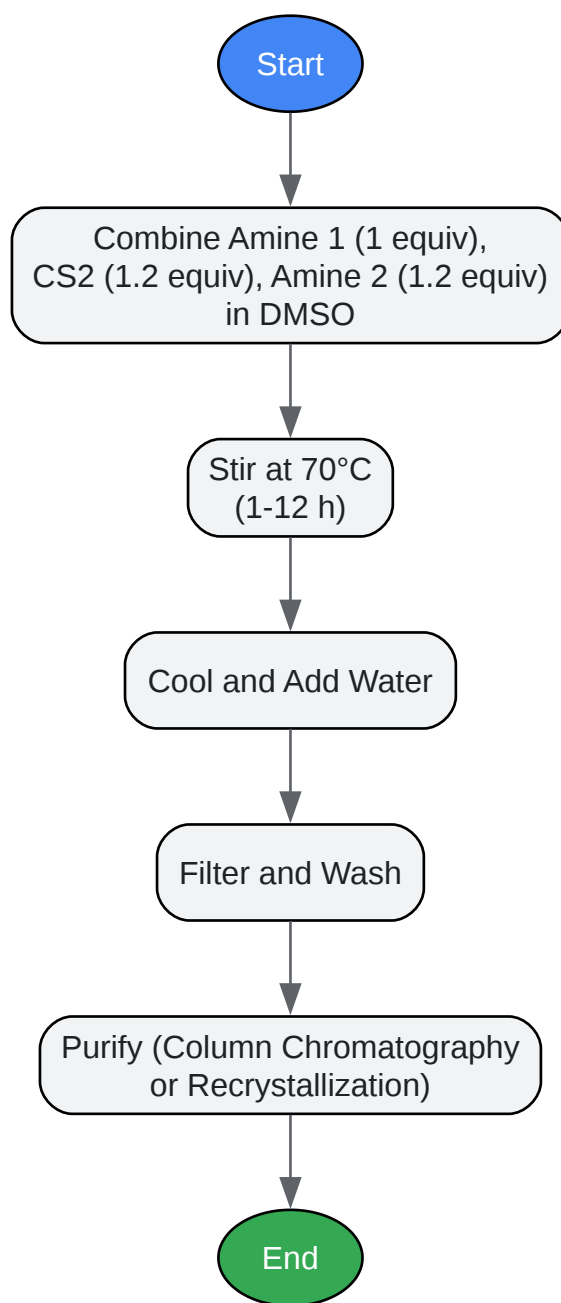 Start
Combine Amine 1 (1 equiv),
CS2 (1.2 equiv), Amine 2 (1.2 equiv)
in DMSO
Stir at 70°C
(1-12 h)
Cool and Add Water
Filter and Wash
Purify (Column Chromatography
or Recrystallization)
End